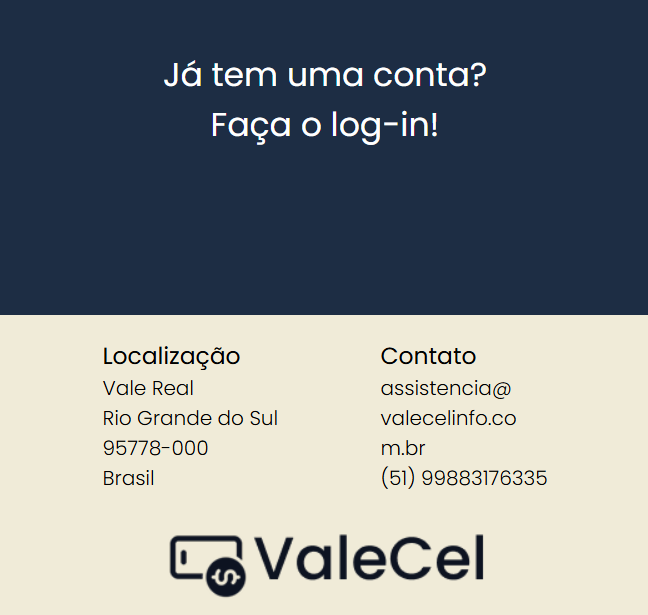 Já tem uma conta?
Faça o log-in!
Localização
Vale Real
Rio Grande do Sul
95778-000
Brasil
Contato
assistencia@
valecelinfo.co
m.br
(51) 99883176335
ValeCel